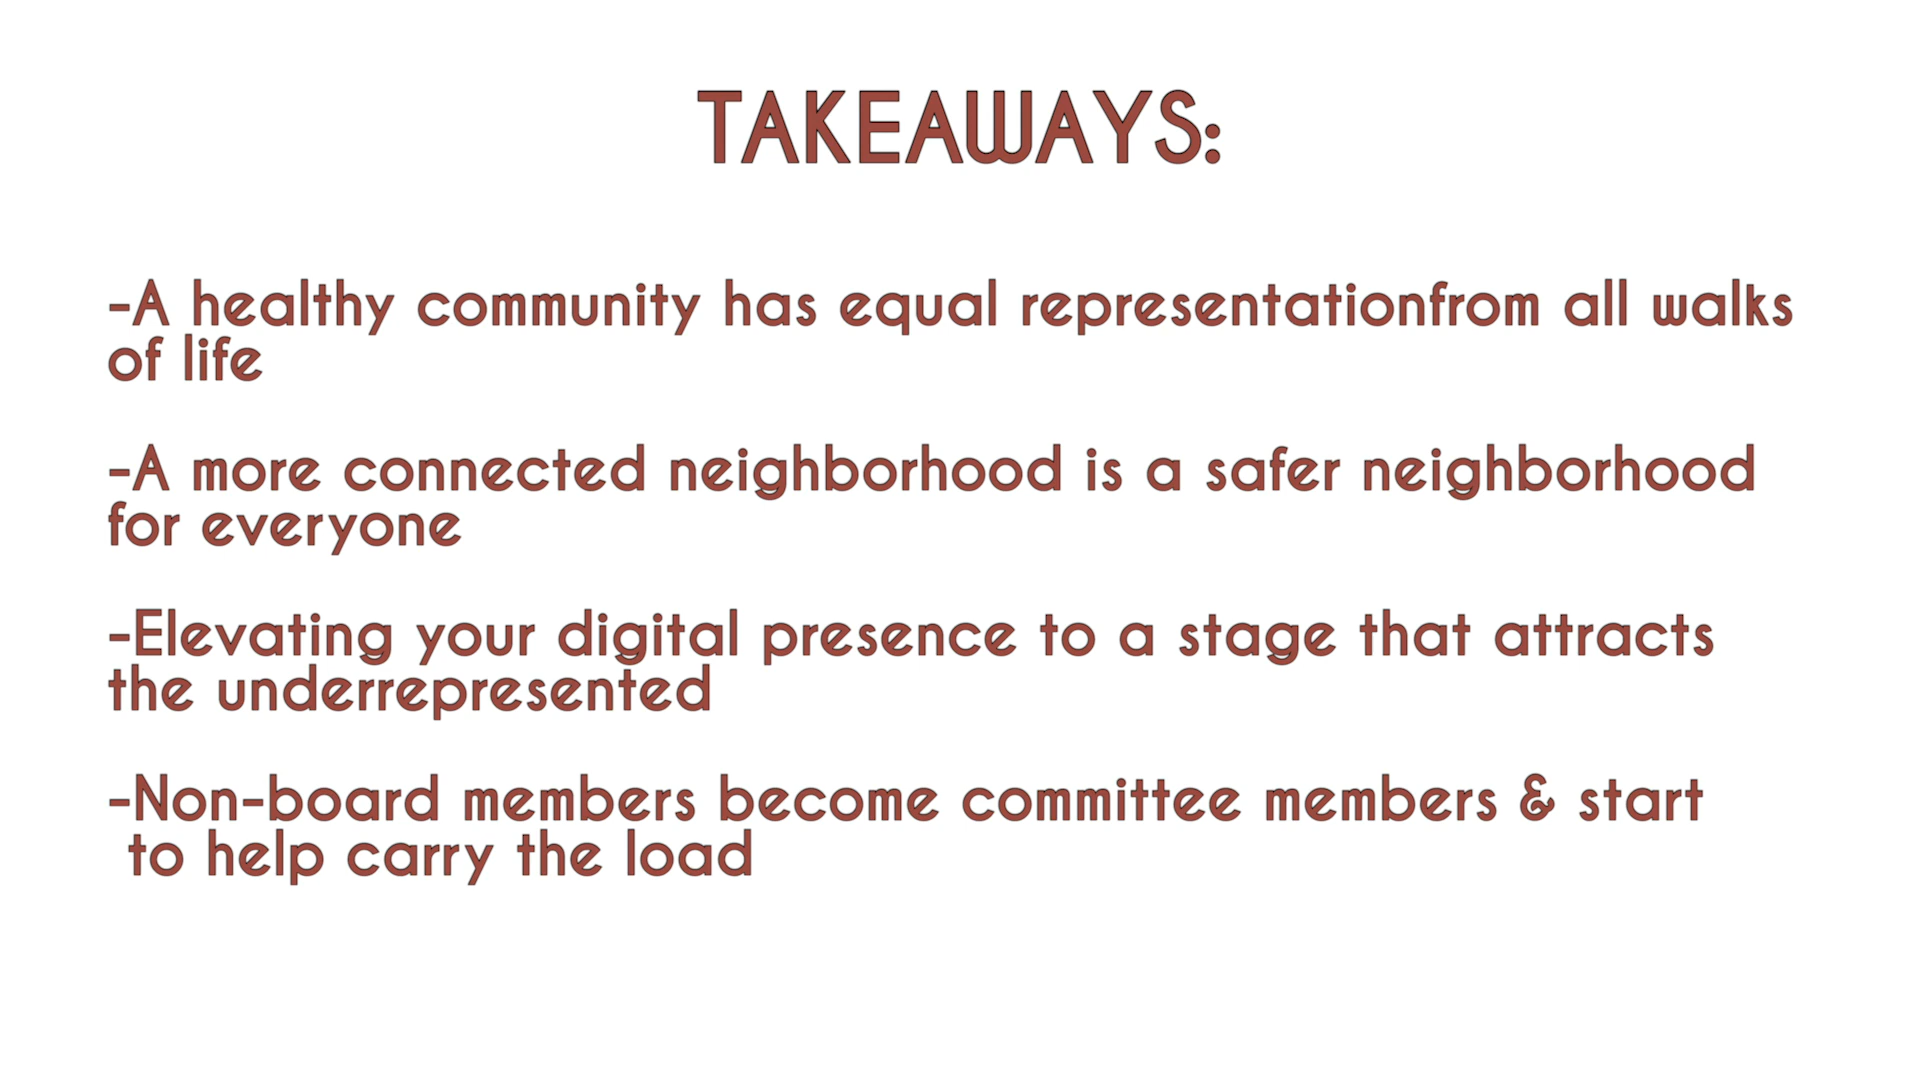 TAKEAWAYS:
-A healthy community has equal representationfrom all walks
of life
-A more connected neighborhood is a safer neighborhood
for everyone
-Elevating your digital presence to a stage that attracts
the underrepresented
-Non-board members become committee members & start
to help carry the load